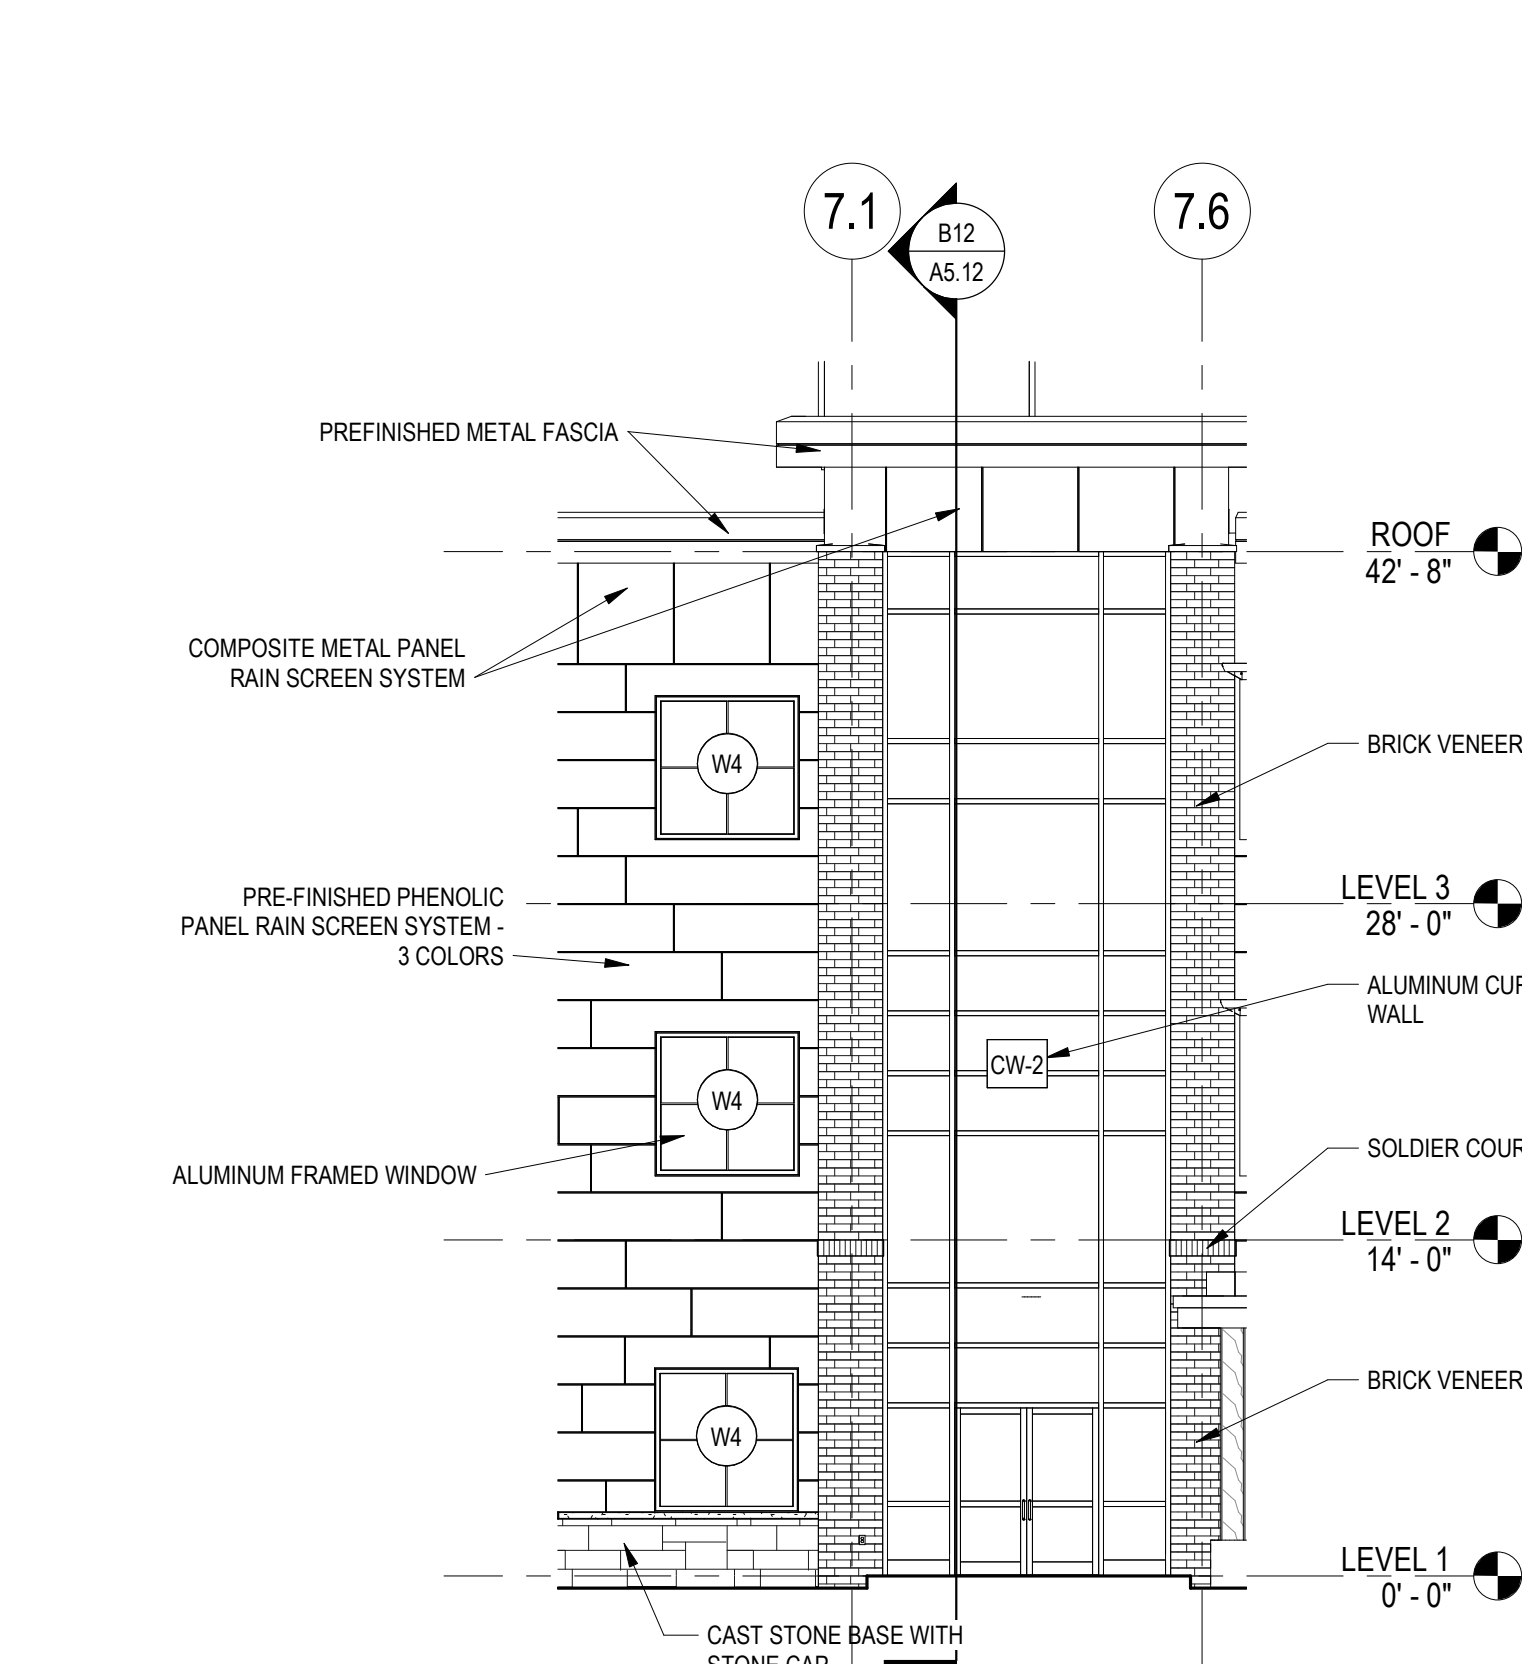 7.1
7.6
B12
A5.12
PREFINISHED METAL FASCIA
ROOF
42' - 8"
COMPOSITE METAL PANEL
RAIN SCREEN SYSTEM
W4
BRICK VENEER
LEVEL 3
28' - 0"
PRE-FINISHED PHENOLIC
PANEL RAIN SCREEN SYSTEM -
3 COLORS
ALUMINUM
WALL
CW-2
W4
SOLDIER
ALUMINUM FRAMED WINDOW
LEVEL 2
14' - 0"
BRICK VENEER
W4
LEVEL 1
0' - 0"
CAST STONE BASE WITH
STONE CAP